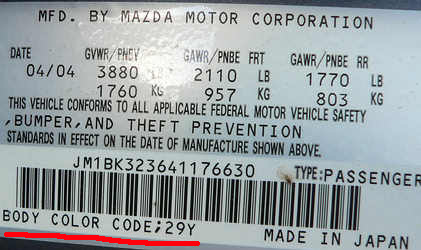 MFD. BY MAZDA MOTOR CORPORATION
DATE GVWR/PNBV GAWR/PNBE FRT GAWR/PNBE RR
04/04 3880 LB 2110 LB 1770 LB
1760 KG 957 KG 803 KG
THIS VEHICLE CONFORMS TO ALL APPLICABLE FEDERAL MOTOR VEHICLE SAFETY
,BUMPER,AND THEFT PREVENTION
STANDARDS IN EFFECT ON THE DATE OF MANUFACTURE SHOWN ABOVE.
JM1BK323641176630 TYPE:PASSENGER
BODY COLOR CODE;29Y MADE IN JAPAN